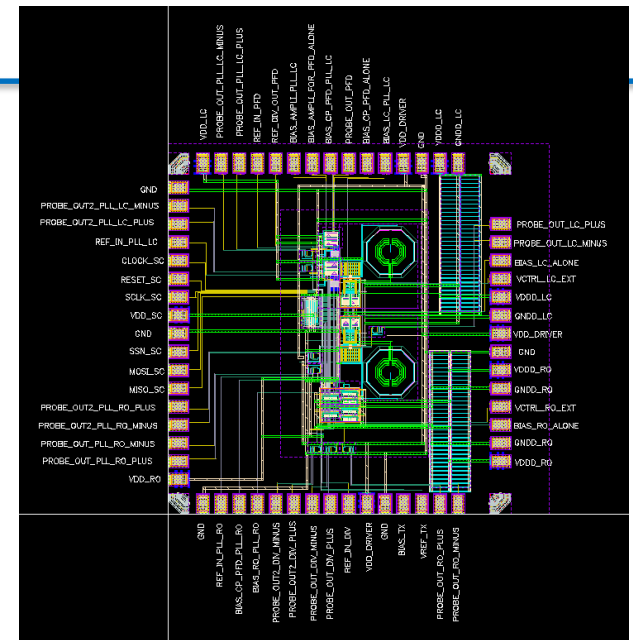 VDD_LC
PROBE_OUT_PLL_LC_MINUS
PROBE_OUT_PLL_LC_PLUS
REF_IN_PFD
REF_DIV_OUT_PFD
BIAS_AMPLI_PLL_LC
BIAS_AMPLI_FOR_PFD_ALONE
BIAS_CP_PFD_PLL_LC
PROBE_OUT_PFD
BIAS_CP_PFD_ALONE
BIAS_LC_PLL_LC
VDD_DRIVER
GND
VDDD_LC
GNDD_LC
GND
PROBE_OUT2_PLL_LC_MINUS
PROBE_OUT2_PLL_LC_PLUS
REF_IN_PLL_LC
CLOCK_SC
RESET_SC
SCLK_SC
VDD_SC
GND
SSN_SC
MOSI_SC
MISO_SC
PROBE_OUT2_PLL_RO_PLUS
PROBE_OUT2_PLL_RO_MINUS
PROBE_OUT_PLL_RO_MINUS
PROBE_OUT_PLL_RO_PLUS
VDD_RO
PROBE_OUT_LC_PLUS
PROBE_OUT_LC_MINUS
BIAS_LC_ALONE
VCTRL_LC_EXT
VDDD_LC
GNDD_LC
VDD_DRIVER
GND
VDDD_RO
GNDD_RO
VCTRL_RO_EXT
BIAS_RO_ALONE
GNDD_RO
VDDD_RO
GND
REF_IN_PLL_RO
BIAS_CP_PFD_PLL_RO
BIAS_RO_PLL_RO
PROBE_OUT2_DIV_MINUS
PROBE_OUT2_DIV_PLUS
PROBE_OUT_DIV_MINUS
PROBE_OUT_DIV_PLUS
REF_IN_DIV
VDD_DRIVER
GND
BIAS_TX
VREF_TX
PROBE_OUT_RO_PLUS
PROBE_OUT_RO_MINUS